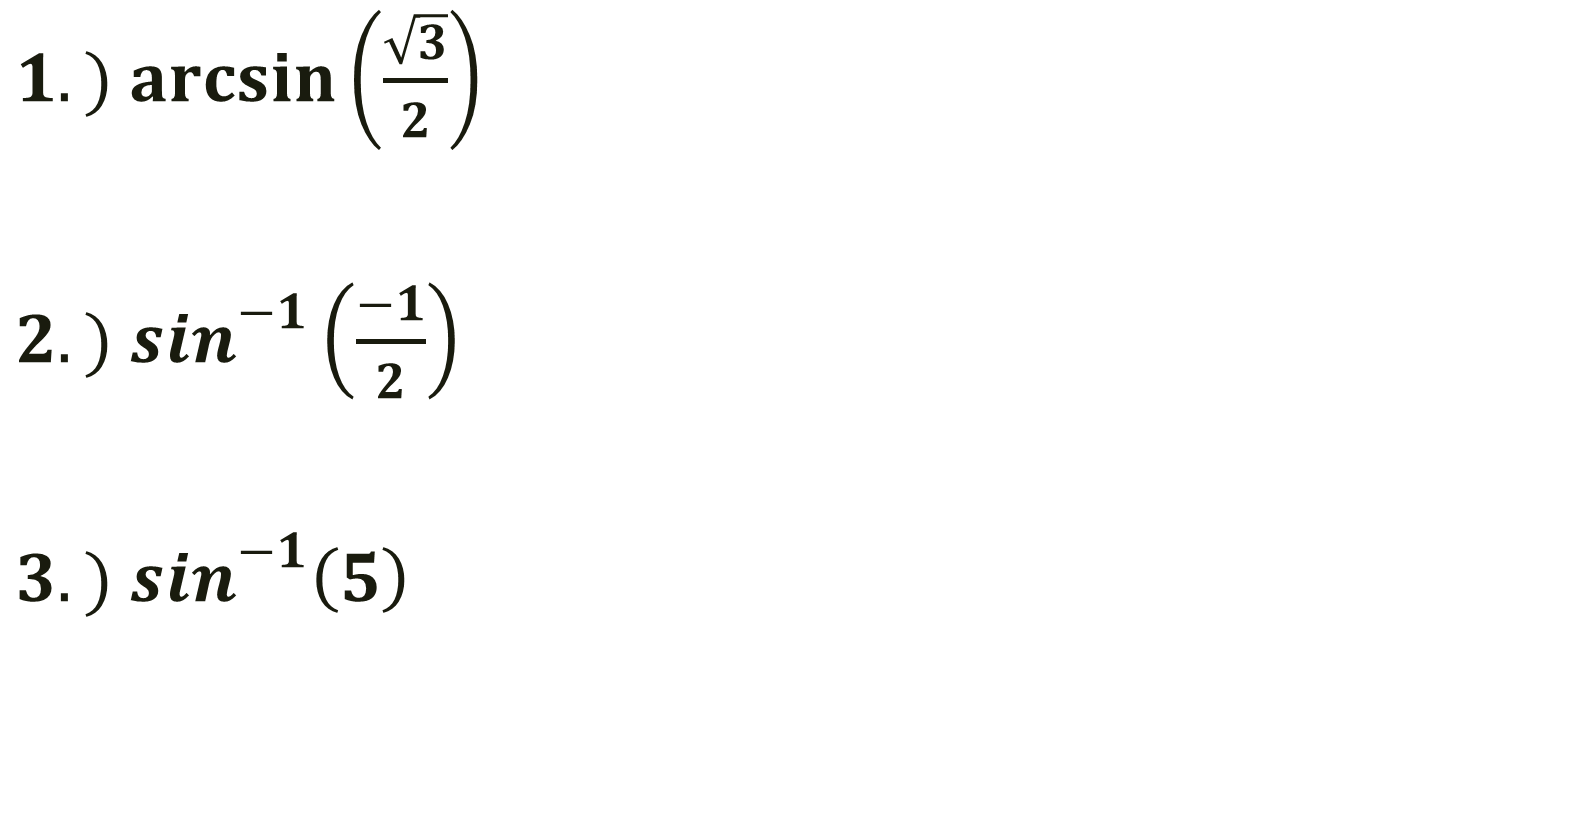 1.) arcsin(√3/2)
2.) sin⁻¹(−1/2)
3.) sin⁻¹(5)